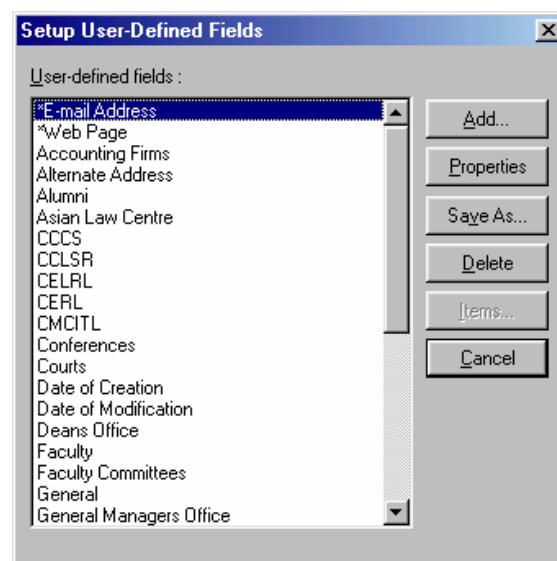 Setup User-Defined Fields
User-defined fields :
*E-mail Address
*Web Page
Accounting Firms
Alternate Address
Alumni
Asian Law Centre
CCCS
CCLSR
CELRL
CERL
CMCITL
Conferences
Courts
Date of Creation
Date of Modification
Deans Office
Faculty
Faculty Committees
General
General Managers Office
Add...
Properties
Save As...
Delete
Items...
Cancel